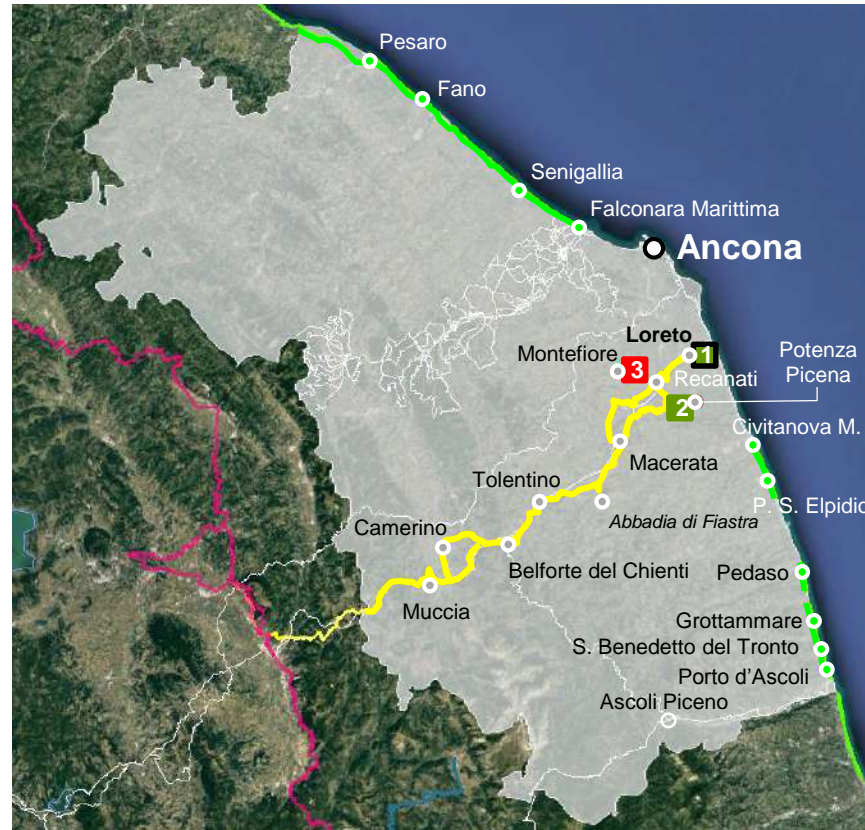 Pesaro
Fano
Senigallia
Falconara Marittima
Ancona
Loreto
1
Montefiore
3
Potenza
Picena
Recanati
2
Civitanova M.
Macerata
Tolentino
P. S. Elpidio
Abbadia di Fiastra
Camerino
Belforte del Chienti
Pedaso
Muccia
Grottammare
S. Benedetto del Tronto
Porto d'Ascoli
Ascoli Piceno